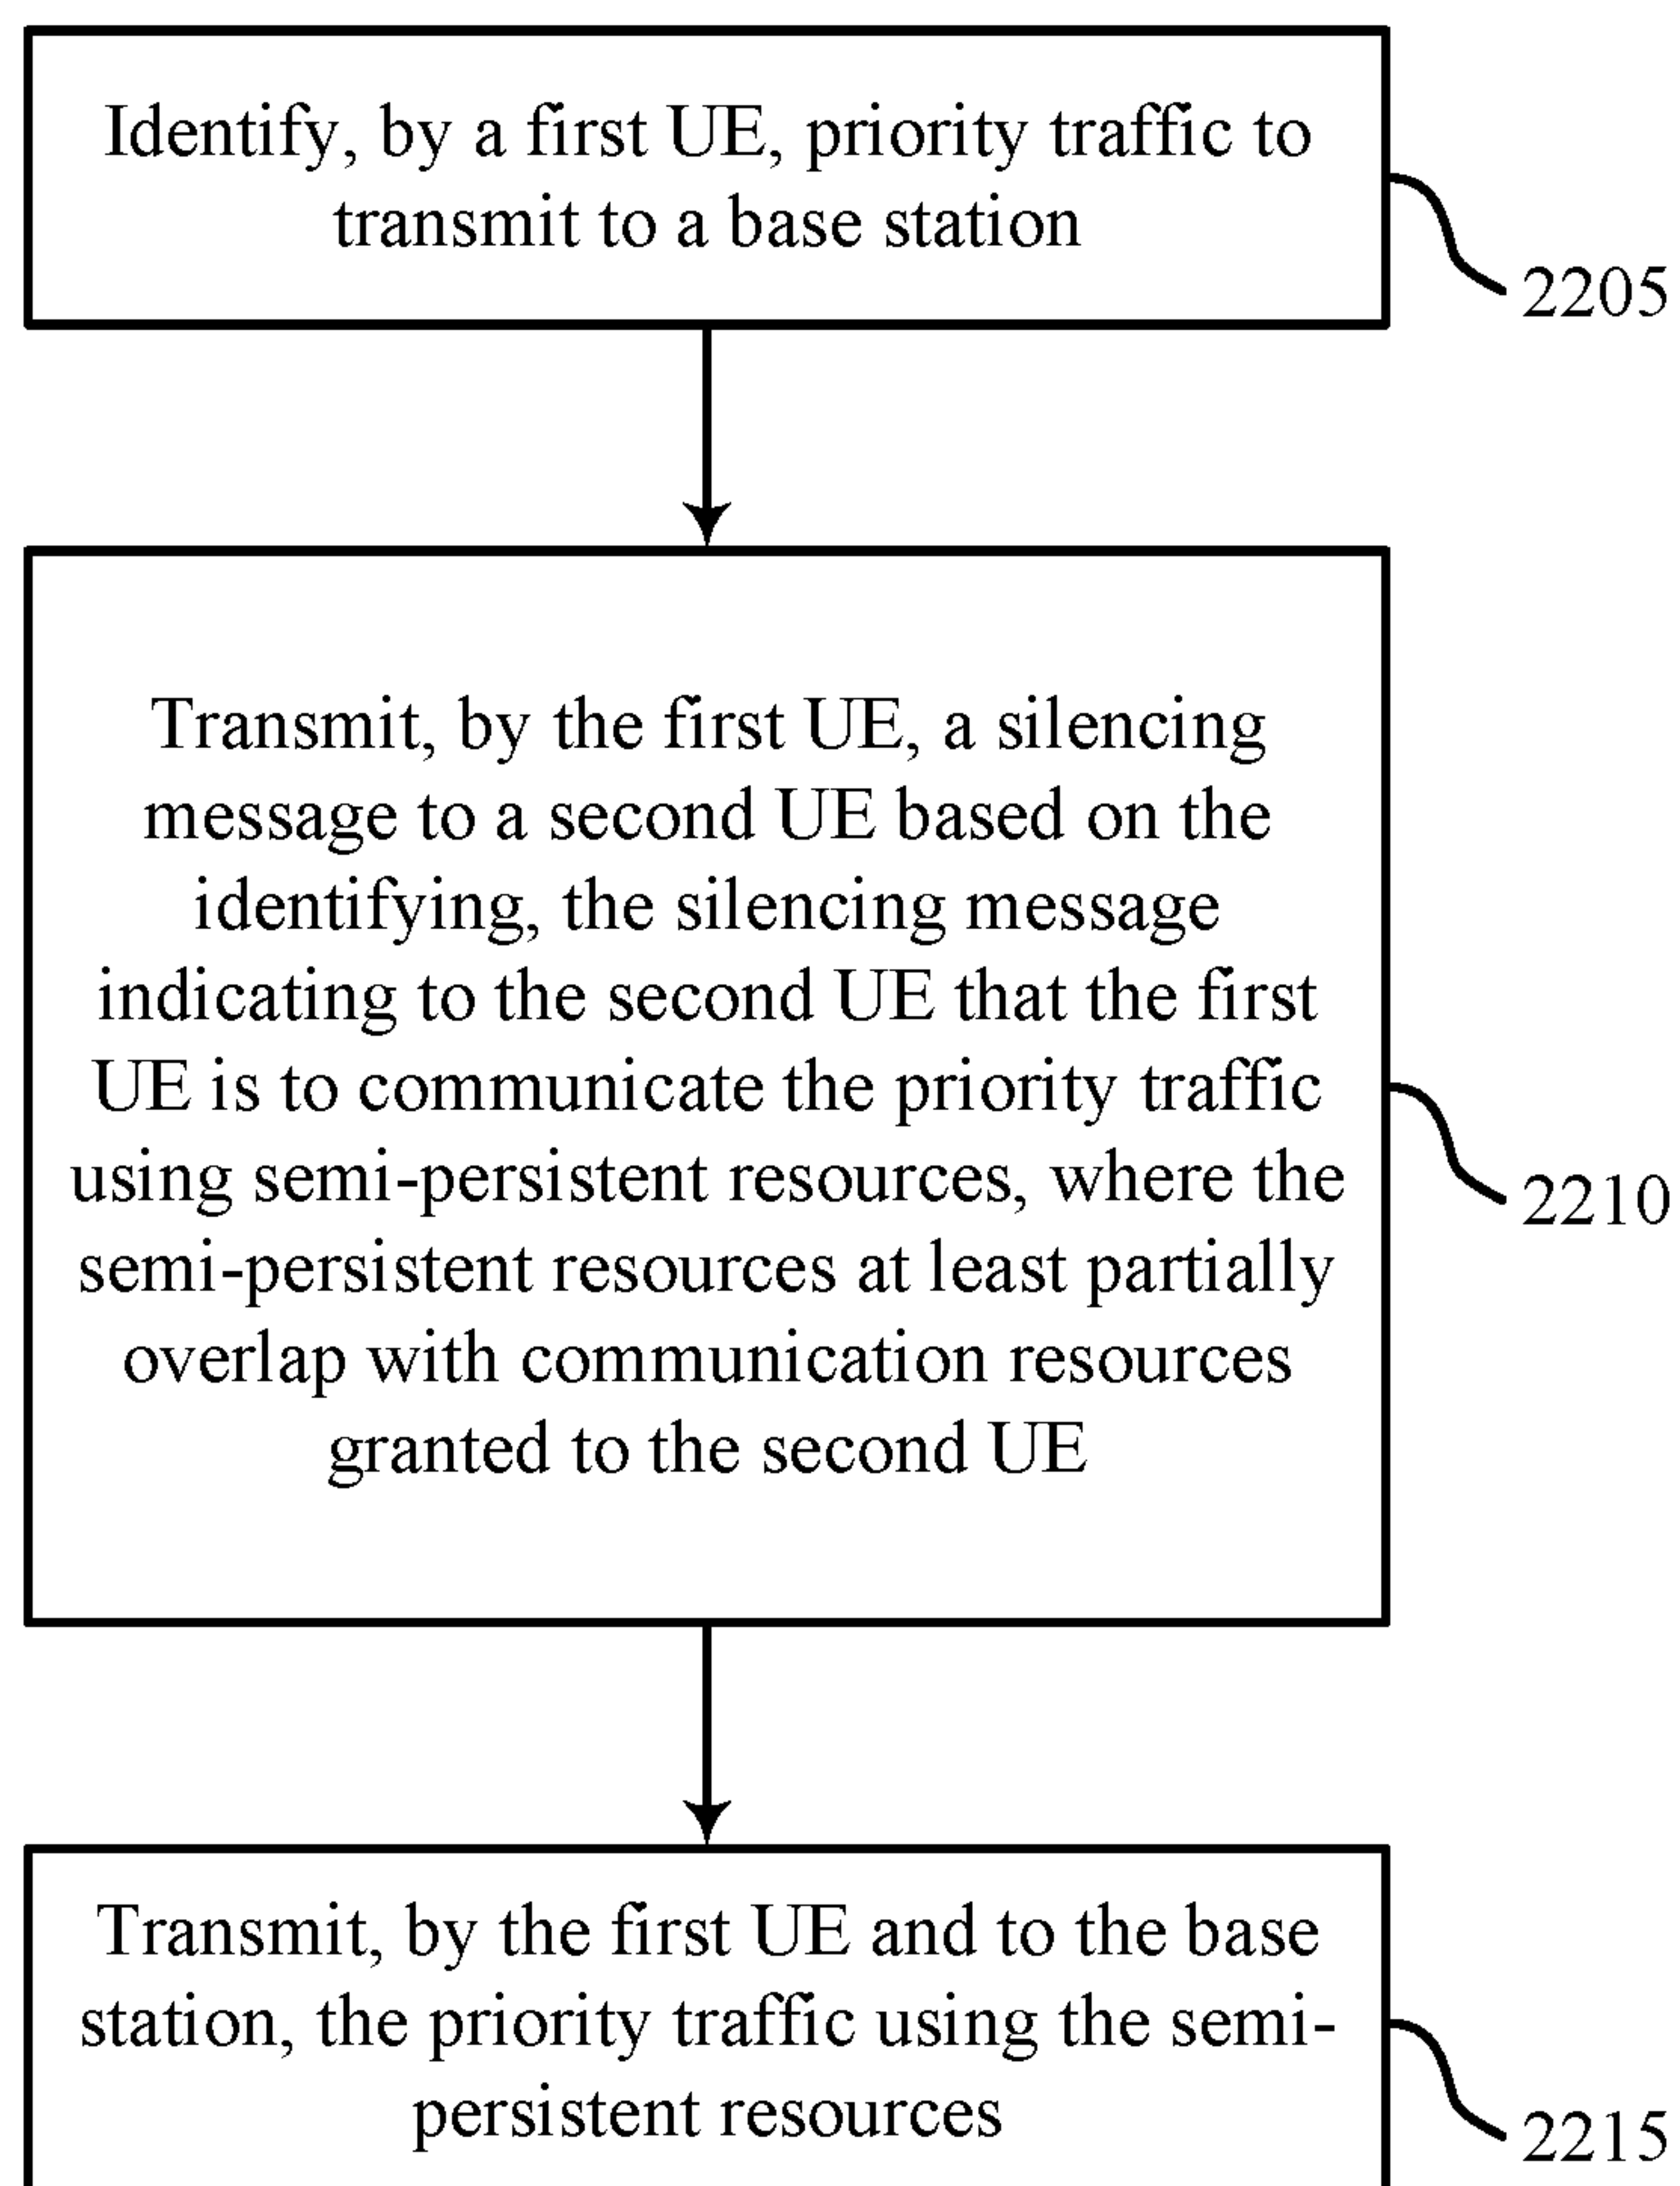 Identify, by a first UE, priority traffic to
transmit to a base station
2205
Transmit, by the first UE, a silencing
message to a second UE based on the
identifying, the silencing message
indicating to the second UE that the first
UE is to communicate the priority traffic
using semi-persistent resources, where the
semi-persistent resources at least partially
overlap with communication resources
granted to the second UE
2210
Transmit, by the first UE and to the base
station, the priority traffic using the semi-
persistent resources
2215